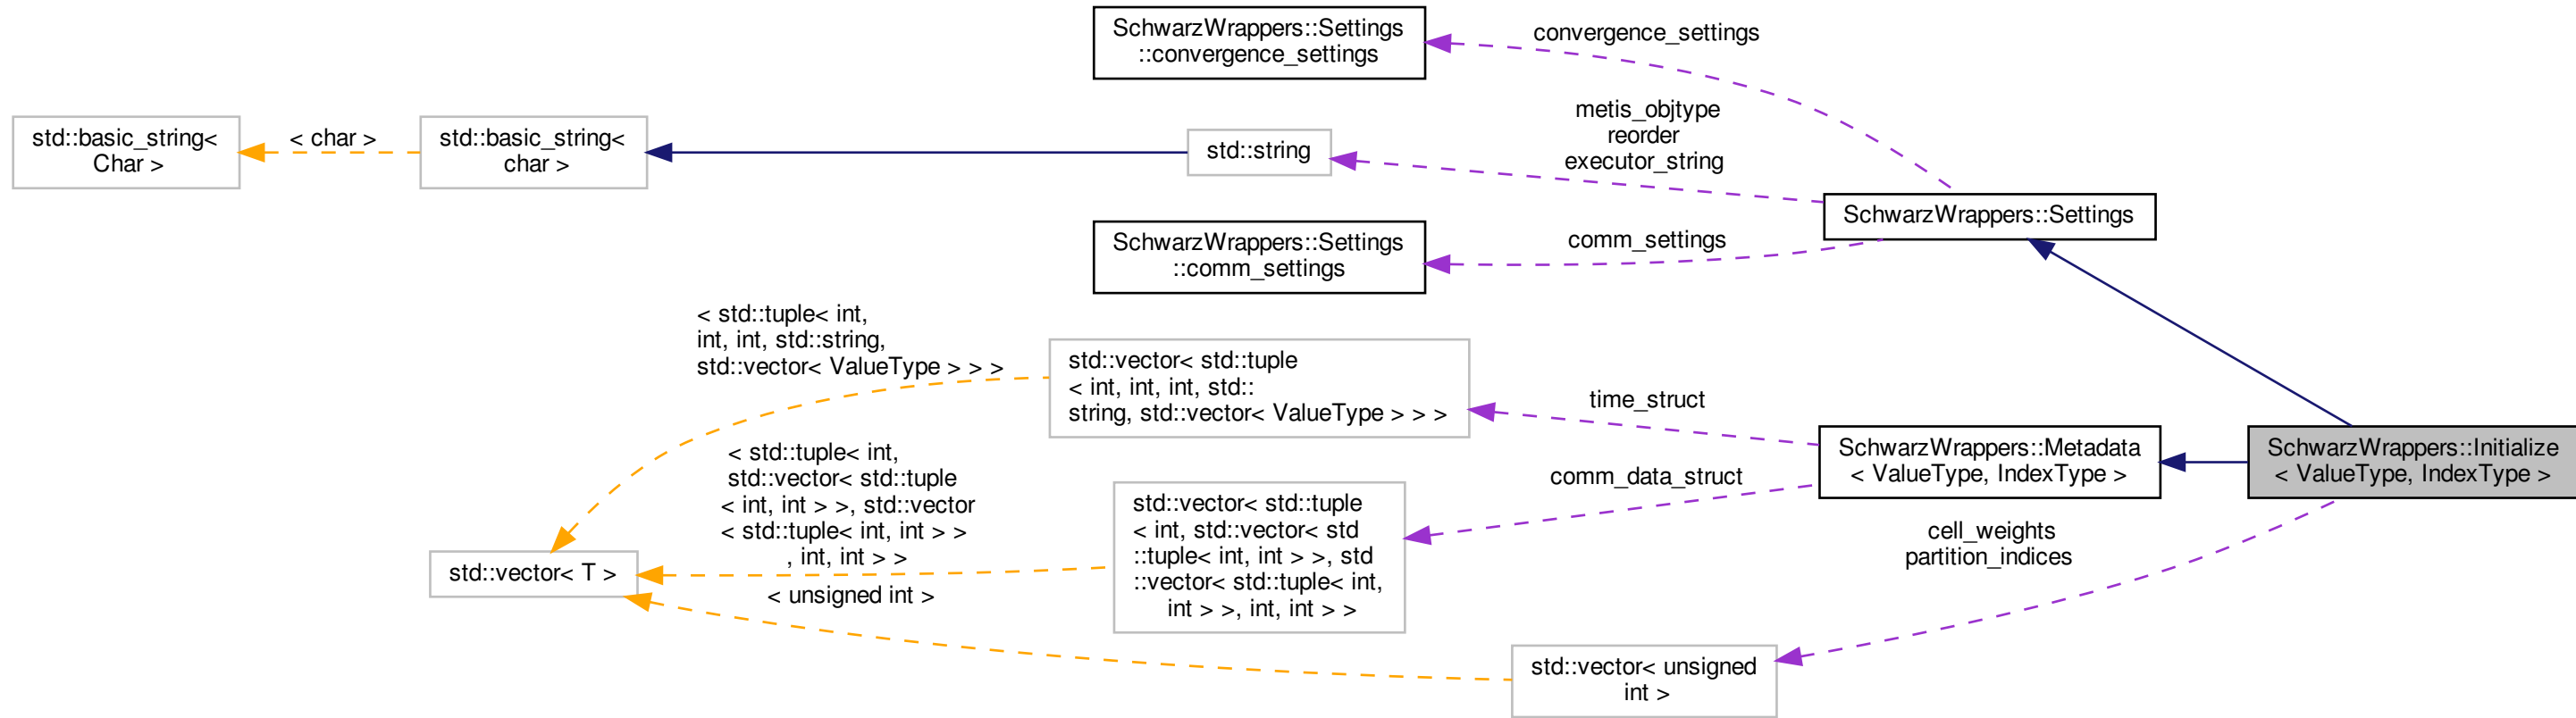 SchwarzWrappers::Settings
::convergence_settings
convergence_settings
std::basic_string<
Char >
< char >
std::basic_string<
char >
std::string
metis_objtype
reorder
executor_string
SchwarzWrappers::Settings
SchwarzWrappers::Settings
::comm_settings
comm_settings
< std::tuple< int,
int, int, std::string,
std::vector< ValueType > > >
std::vector< std::tuple
< int, int, int, std::
string, std::vector< ValueType > > >
time_struct
SchwarzWrappers::Metadata
< ValueType, IndexType >
SchwarzWrappers::Initialize
< ValueType, IndexType >
< std::tuple< int,
std::vector< std::tuple
< int, int > >, std::vector
< std::tuple< int, int > >
, int, int > >
std::vector< std::tuple
< int, std::vector< std
::tuple< int, int > >, std
::vector< std::tuple< int,
int > >, int, int > >
comm_data_struct
cell_weights
partition_indices
std::vector< T >
< unsigned int >
std::vector< unsigned
int >